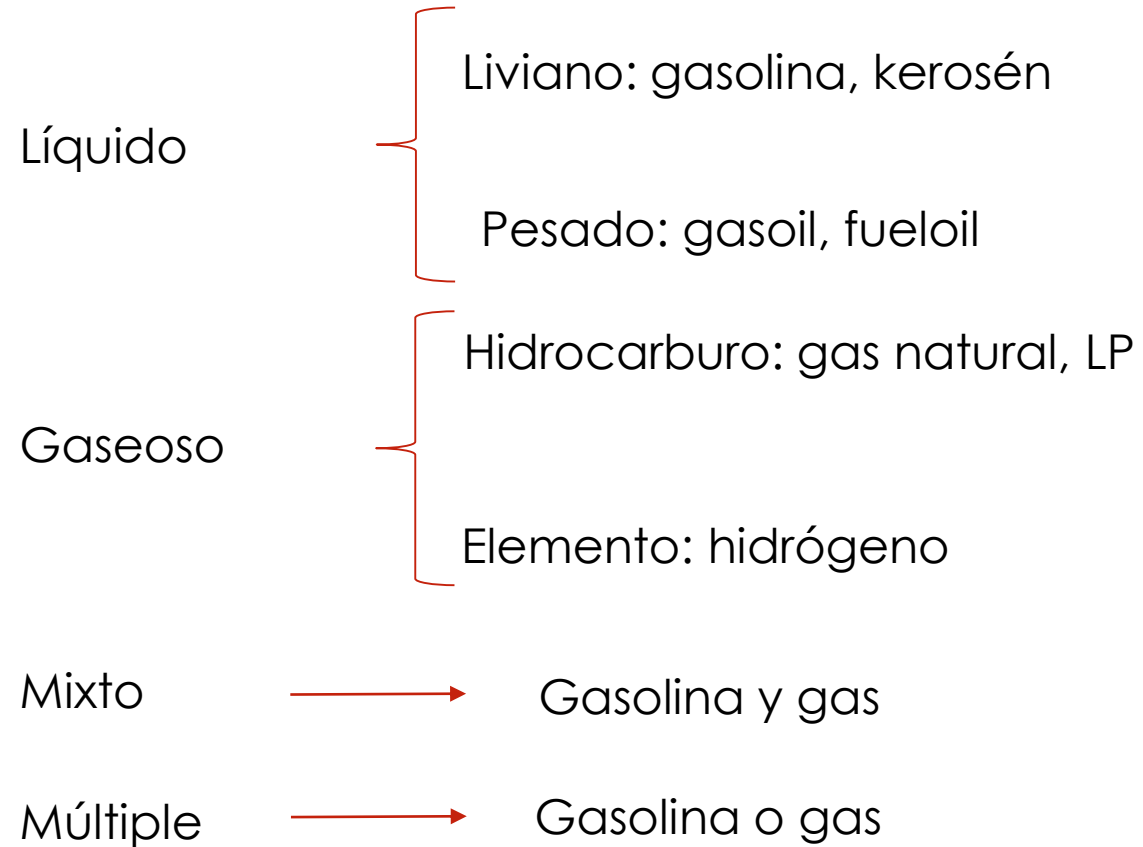 Liviano: gasolina, kerosén
Líquido
Pesado: gasoil, fueloil
Hidrocarburo: gas natural, LP
Gaseoso
Elemento: hidrógeno
Mixto Gasolina y gas
Múltiple Gasolina o gas